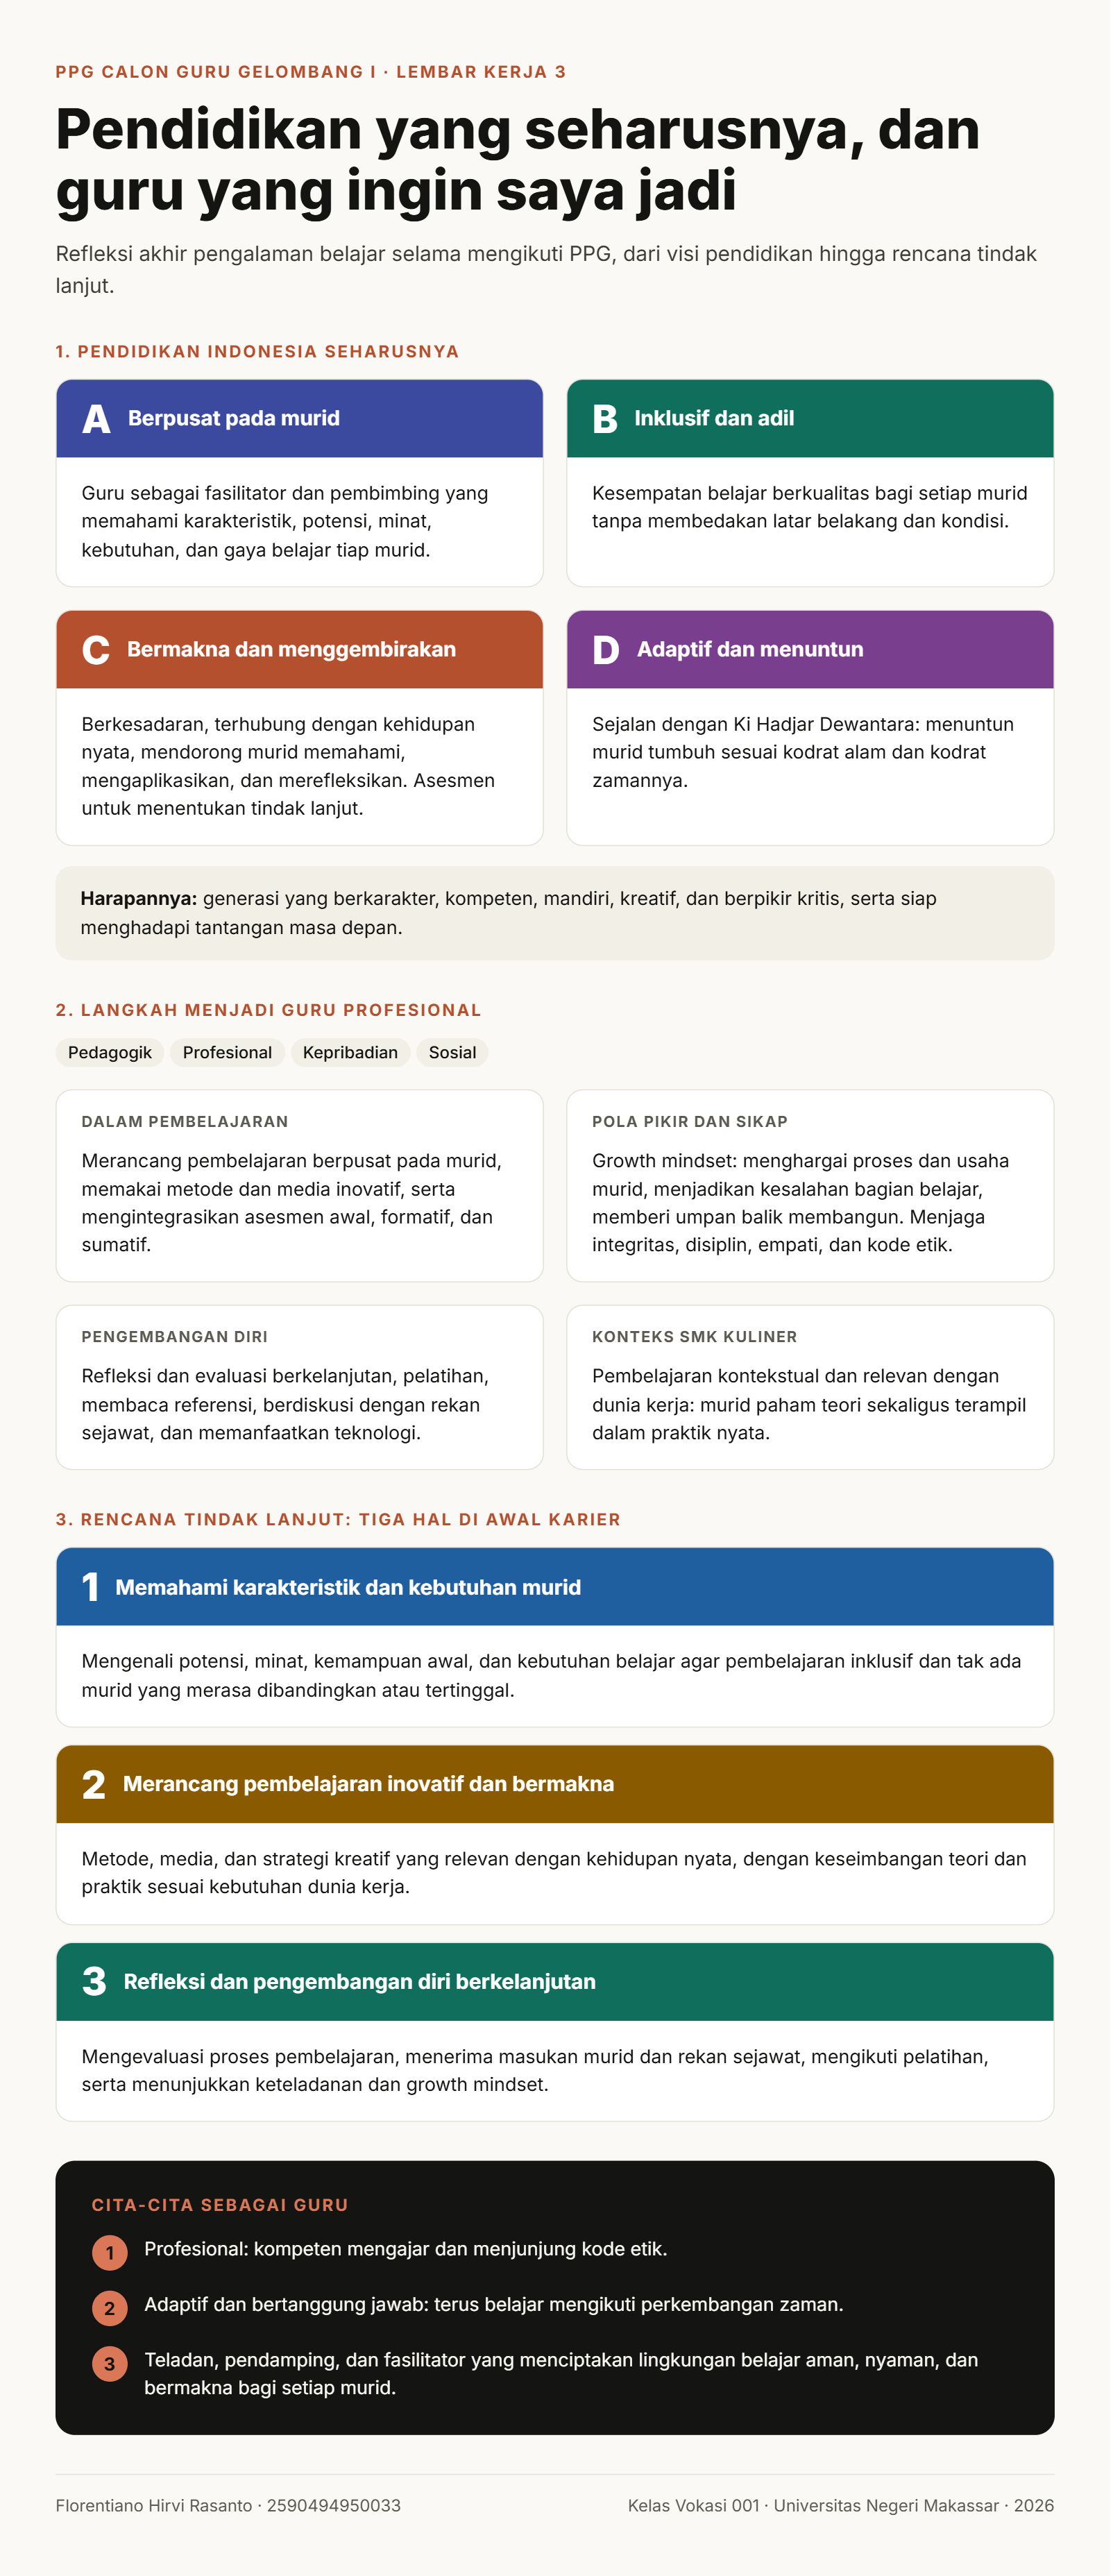 PPG CALON GURU GELOMBANG I · LEMBAR KERJA 3
Pendidikan yang seharusnya, dan
guru yang ingin saya jadi
Refleksi akhir pengalaman belajar selama mengikuti PPG, dari visi pendidikan hingga rencana tindak
lanjut.
1. PENDIDIKAN INDONESIA SEHARUSNYA
A Berpusat pada murid
Guru sebagai fasilitator dan pembimbing yang
memahami karakteristik, potensi, minat,
kebutuhan, dan gaya belajar tiap murid.
B Inklusif dan adil
Kesempatan belajar berkualitas bagi setiap murid
tanpa membedakan latar belakang dan kondisi.
C Bermakna dan menggembirakan
Berkesadaran, terhubung dengan kehidupan
nyata, mendorong murid memahami,
mengaplikasikan, dan merefleksikan. Asesmen
untuk menentukan tindak lanjut.
D Adaptif dan menuntun
Sejalan dengan Ki Hadjar Dewantara: menuntun
murid tumbuh sesuai kodrat alam dan kodrat
zamannya.
Harapannya: generasi yang berkarakter, kompeten, mandiri, kreatif, dan berpikir kritis, serta siap
menghadapi tantangan masa depan.
2. LANGKAH MENJADI GURU PROFESIONAL
Pedagogik Profesional Kepribadian Sosial
DALAM PEMBELAJARAN
Merancang pembelajaran berpusat pada murid,
memakai metode dan media inovatif, serta
mengintegrasikan asesmen awal, formatif, dan
sumatif.
POLA PIKIR DAN SIKAP
Growth mindset: menghargai proses dan usaha
murid, menjadikan kesalahan bagian belajar,
memberi umpan balik membangun. Menjaga
integritas, disiplin, empati, dan kode etik.
PENGEMBANGAN DIRI
Refleksi dan evaluasi berkelanjutan, pelatihan,
membaca referensi, berdiskusi dengan rekan
sejawat, dan memanfaatkan teknologi.
KONTEKS SMK KULINER
Pembelajaran kontekstual dan relevan dengan
dunia kerja: murid paham teori sekaligus terampil
dalam praktik nyata.
3. RENCANA TINDAK LANJUT: TIGA HAL DI AWAL KARIER
1 Memahami karakteristik dan kebutuhan murid
Mengenali potensi, minat, kemampuan awal, dan kebutuhan belajar agar pembelajaran inklusif dan tak ada
murid yang merasa dibandingkan atau tertinggal.
2 Merancang pembelajaran inovatif dan bermakna
Metode, media, dan strategi kreatif yang relevan dengan kehidupan nyata, dengan keseimbangan teori dan
praktik sesuai kebutuhan dunia kerja.
3 Refleksi dan pengembangan diri berkelanjutan
Mengevaluasi proses pembelajaran, menerima masukan murid dan rekan sejawat, mengikuti pelatihan,
serta menunjukkan keteladanan dan growth mindset.
CITA-CITA SEBAGAI GURU
1 Profesional: kompeten mengajar dan menjunjung kode etik.
2 Adaptif dan bertanggung jawab: terus belajar mengikuti perkembangan zaman.
3 Teladan, pendamping, dan fasilitator yang menciptakan lingkungan belajar aman, nyaman, dan
bermakna bagi setiap murid.
Florentiano Hirvi Rasanto · 2590494950033
Kelas Vokasi 001 · Universitas Negeri Makassar · 2026